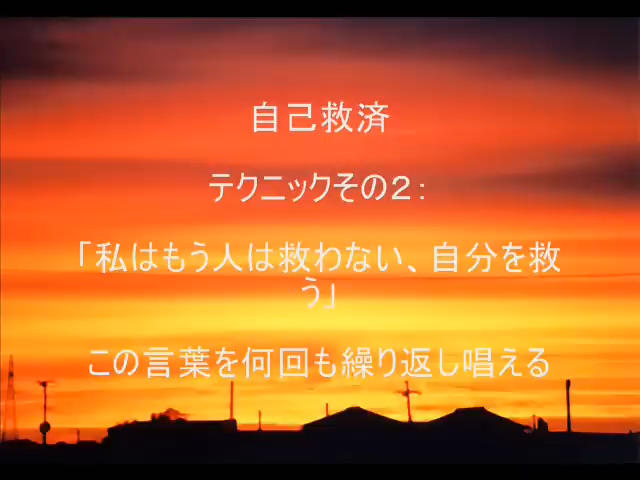 自己救済
テクニックその２：
「私はもう人は救わない、自分を救
う」
この言葉を何回も繰り返し唱える